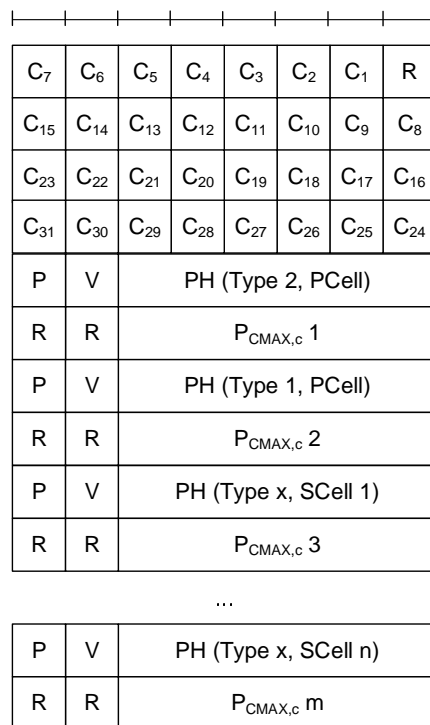 C7 C6 C5 C4 C3 C2 C1 R
C15 C14 C13 C12 C11 C10 C9 C8
C23 C22 C21 C20 C19 C18 C17 C16
C31 C30 C29 C28 C27 C26 C25 C24
P V PH (Type 2, PCell)
R R PCMAX,c 1
P V PH (Type 1, PCell)
R R PCMAX,c 2
P V PH (Type x, SCell 1)
R R PCMAX,c 3
...
P V PH (Type x, SCell n)
R R PCMAX,c m